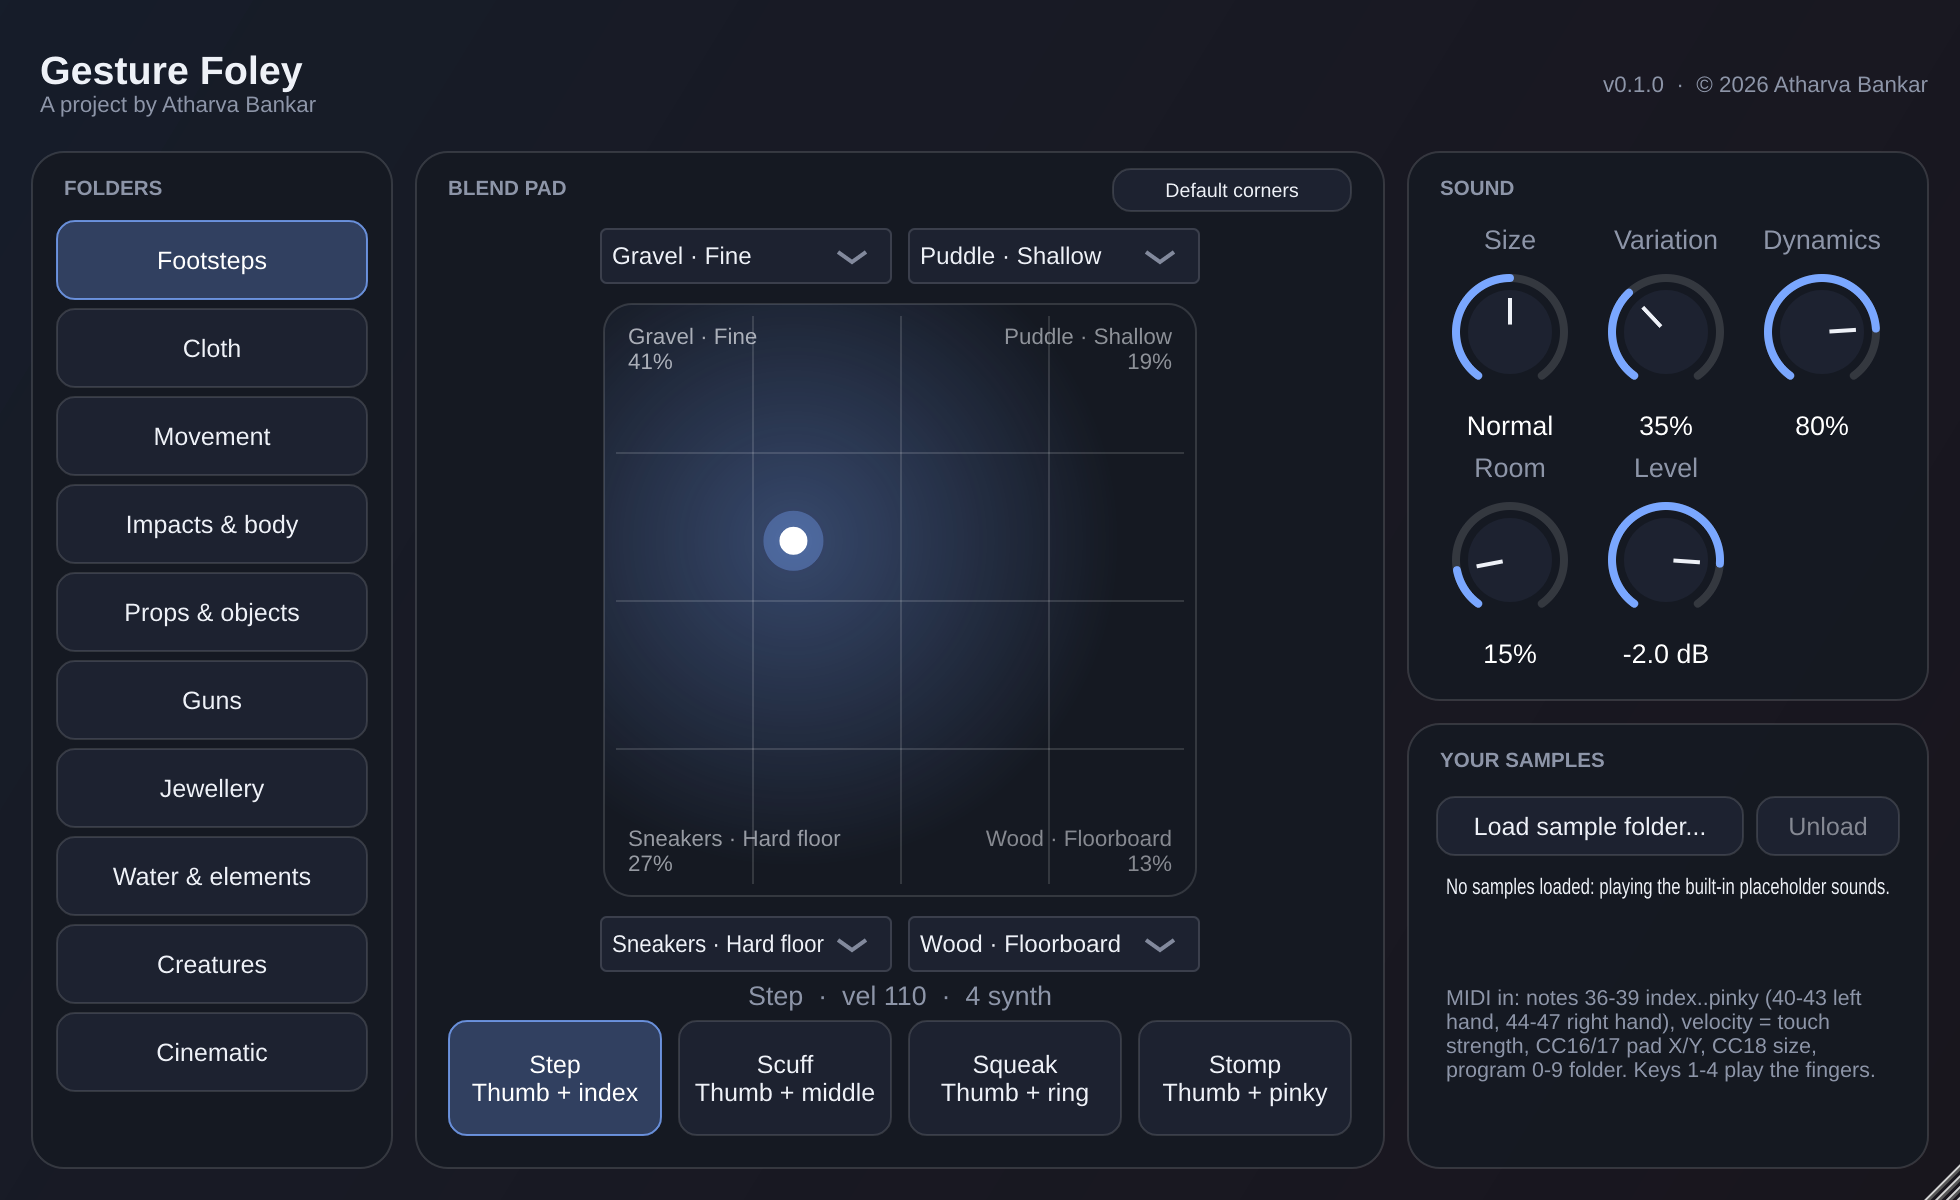 Gesture Foley
A project by Atharva Bankar
v0.1.0 · © 2026 Atharva Bankar
FOLDERS
Footsteps
Cloth
Movement
Impacts & body
Props & objects
Guns
Jewellery
Water & elements
Creatures
Cinematic
BLEND PAD
Default corners
Gravel · Fine
Puddle · Shallow
Gravel · Fine
41%
Puddle · Shallow
19%
Sneakers · Hard floor
27%
Wood · Floorboard
13%
Sneakers · Hard floor
Wood · Floorboard
Step · vel 110 · 4 synth
Step
Thumb + index
Scuff
Thumb + middle
Squeak
Thumb + ring
Stomp
Thumb + pinky
SOUND
Size
Variation
Dynamics
Normal
35%
80%
Room
Level
15%
-2.0 dB
YOUR SAMPLES
Load sample folder...
Unload
No samples loaded: playing the built-in placeholder sounds.
MIDI in: notes 36-39 index..pinky (40-43 left
hand, 44-47 right hand), velocity = touch
strength, CC16/17 pad X/Y, CC18 size,
program 0-9 folder. Keys 1-4 play the fingers.